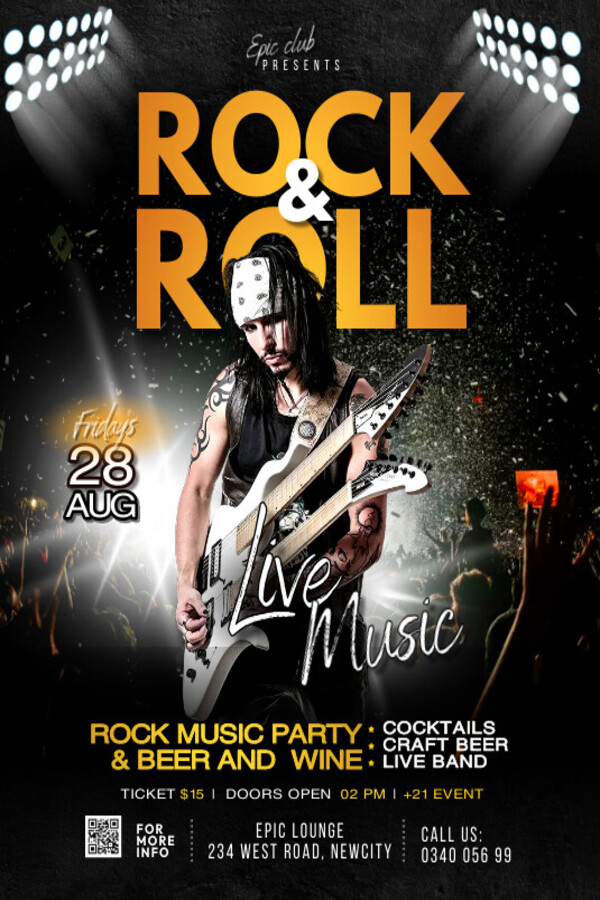 Epic club
PRESENTS
ROCK
&
ROLL
Fridays
28
AUG
Live
Music
ROCK MUSIC PARTY
& BEER AND WINE
COCKTAILS
CRAFT BEER
LIVE BAND
TICKET $15 | DOORS OPEN 02 PM | +21 EVENT
FOR
MORE
INFO
EPIC LOUNGE
234 WEST ROAD, NEWCITY
CALL US:
0340 056 99